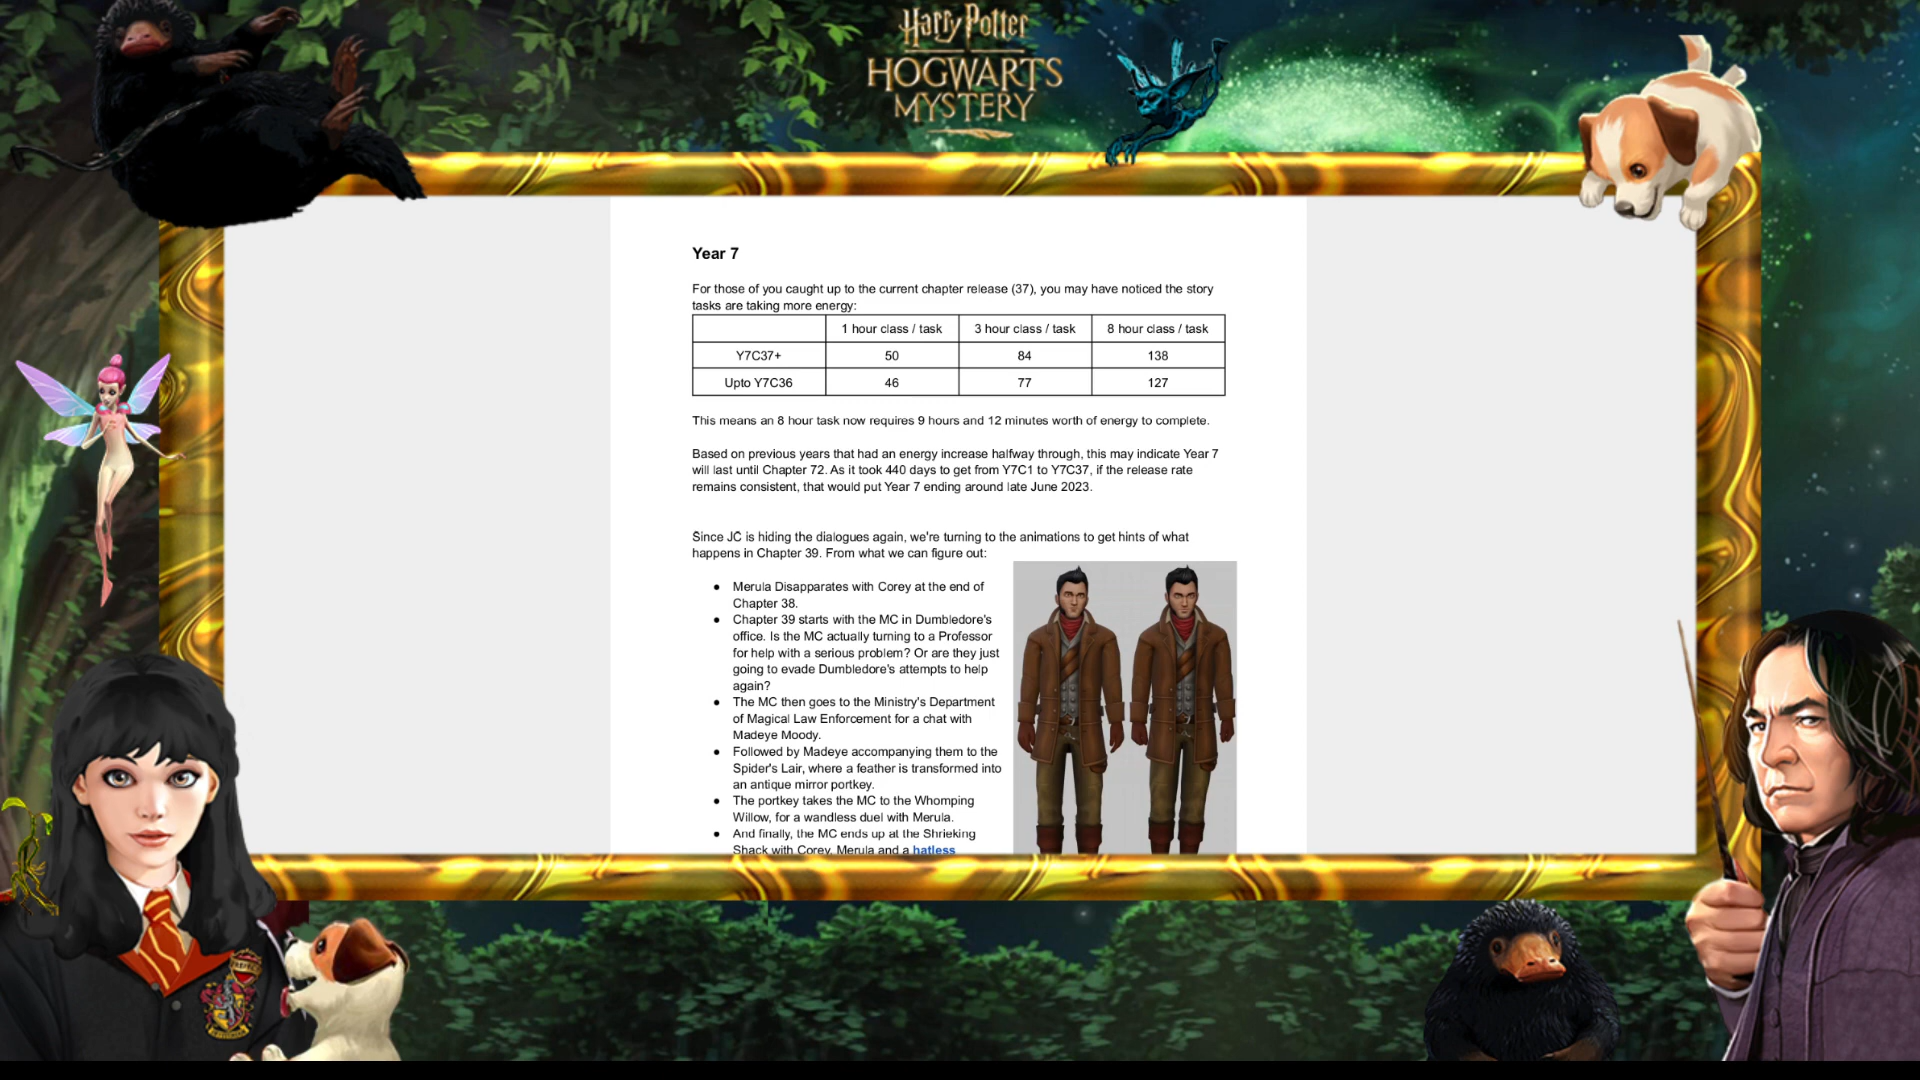 Harry Potter
HOGWARTS
MYSTERY
Year 7
For those of you caught up to the current chapter release (37), you may have noticed the story
tasks are taking more energy:
1 hour class / task 3 hour class / task 8 hour class / task
Y7C37+ 50 84 138
Upto Y7C36 46 77 127
This means an 8 hour task now requires 9 hours and 12 minutes worth of energy to complete.
Based on previous years that had an energy increase halfway through, this may indicate Year 7
will last until Chapter 72. As it took 440 days to get from Y7C1 to Y7C37, if the release rate
remains consistent, that would put Year 7 ending around late June 2023.
Since JC is hiding the dialogues again, we're turning to the animations to get hints of what
happens in Chapter 39. From what we can figure out:
● Merula Disapparates with Corey at the end of
Chapter 38.
● Chapter 39 starts with the MC in Dumbledore's
office. Is the MC actually turning to a Professor
for help with a serious problem? Or are they just
going to evade Dumbledore's attempts to help
again?
● The MC then goes to the Ministry's Department
of Magical Law Enforcement for a chat with
Madeye Moody.
● Followed by Madeye accompanying them to the
Spider's Lair, where a feather is transformed into
an antique mirror portkey.
● The portkey takes the MC to the Whomping
Willow, for a wandless duel with Merula.
● And finally, the MC ends up at the Shrieking
Shack with Corey, Merula and a hatless
PREFECT